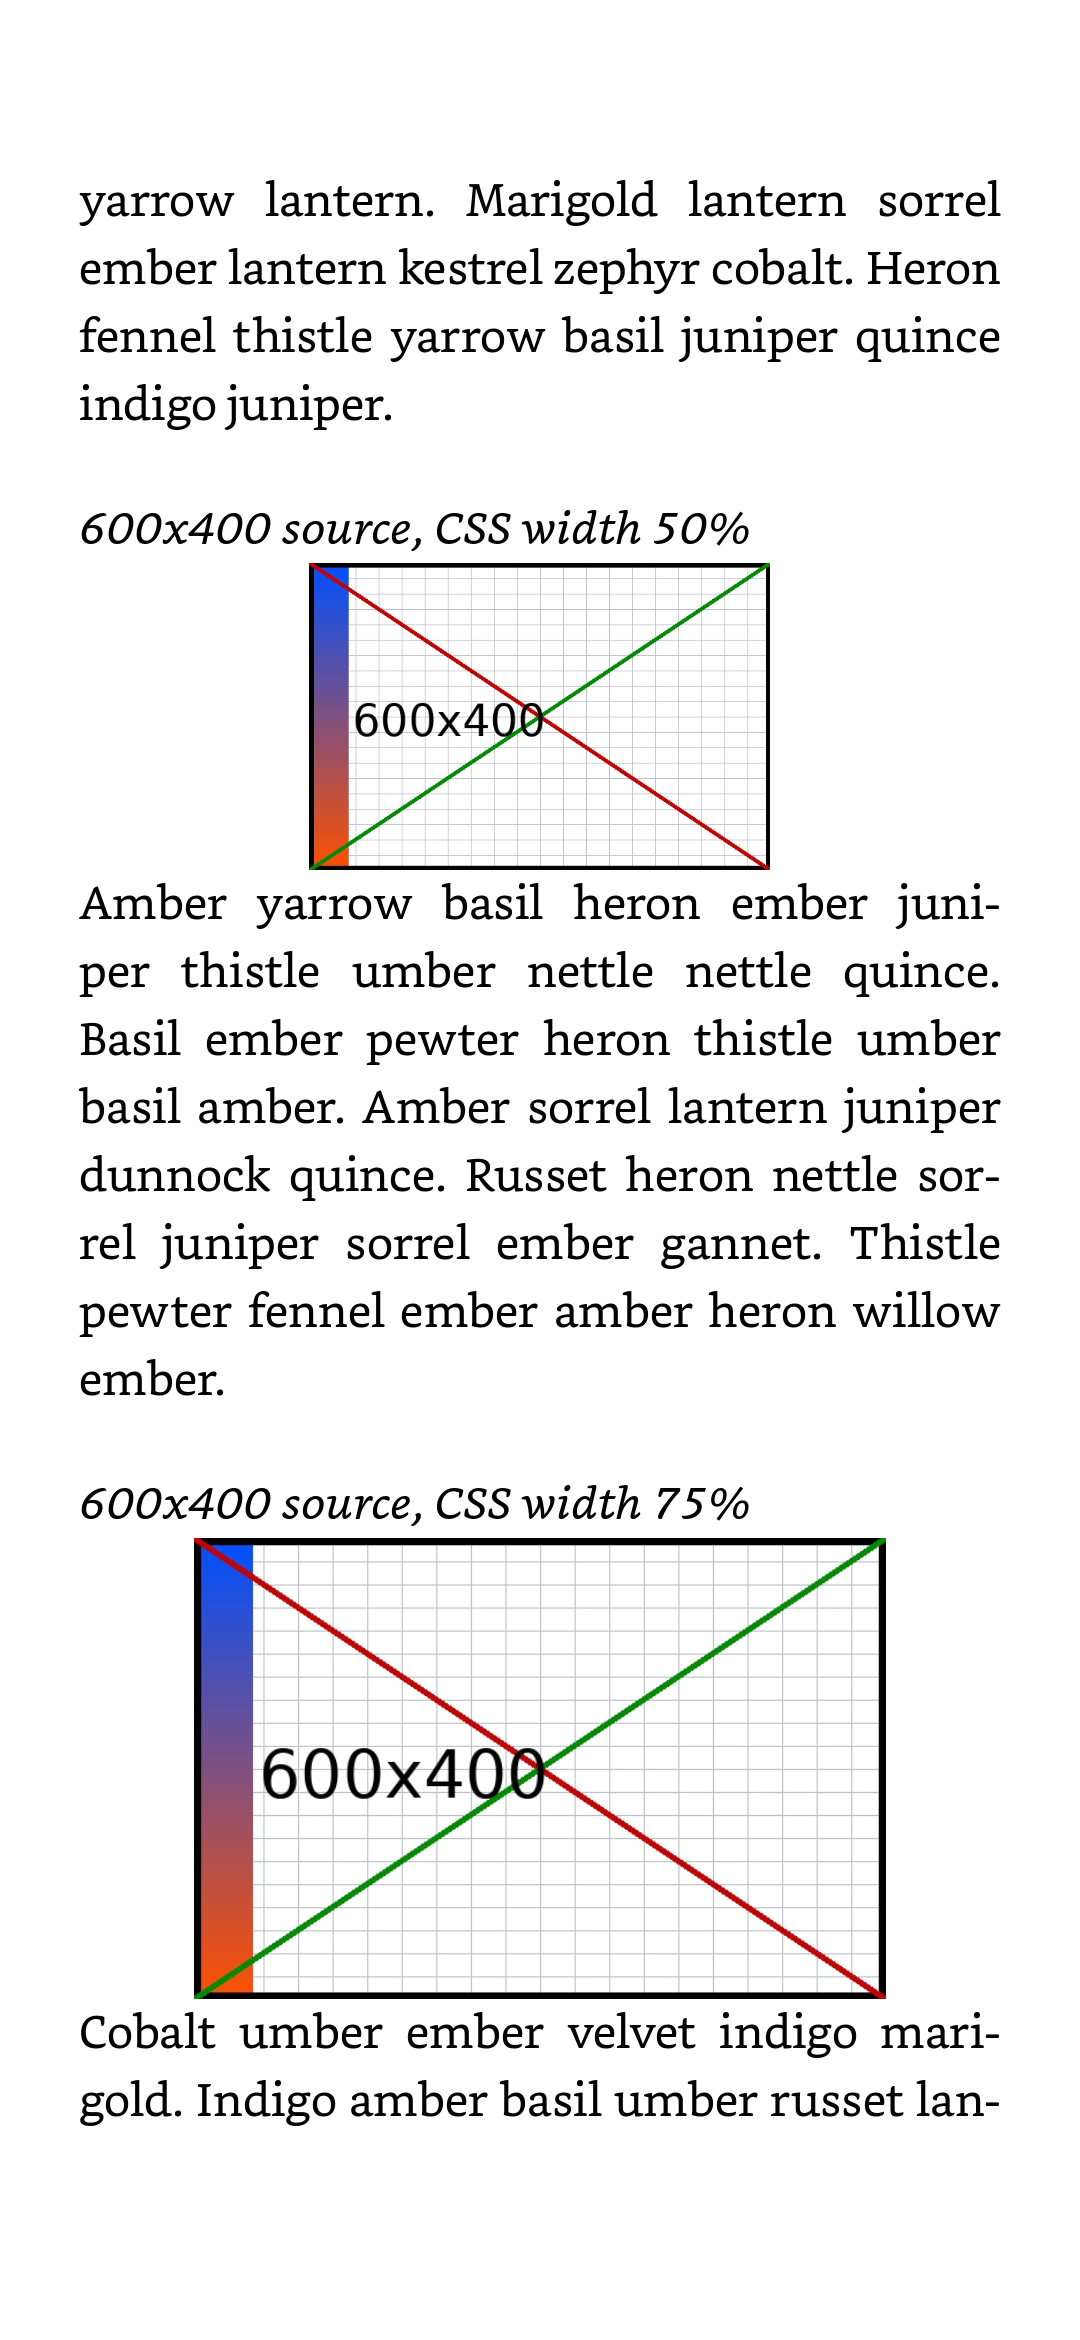 yarrow lantern. Marigold lantern sorrel
ember lantern kestrel zephyr cobalt. Heron
fennel thistle yarrow basil juniper quince
indigo juniper.
600x400 source, CSS width 50%
600x400
Amber yarrow basil heron ember juni-
per thistle umber nettle nettle quince.
Basil ember pewter heron thistle umber
basil amber. Amber sorrel lantern juniper
dunnock quince. Russet heron nettle sor-
rel juniper sorrel ember gannet. Thistle
pewter fennel ember amber heron willow
ember.
600x400 source, CSS width 75%
600x400
Cobalt umber ember velvet indigo mari-
gold. Indigo amber basil umber russet lan-